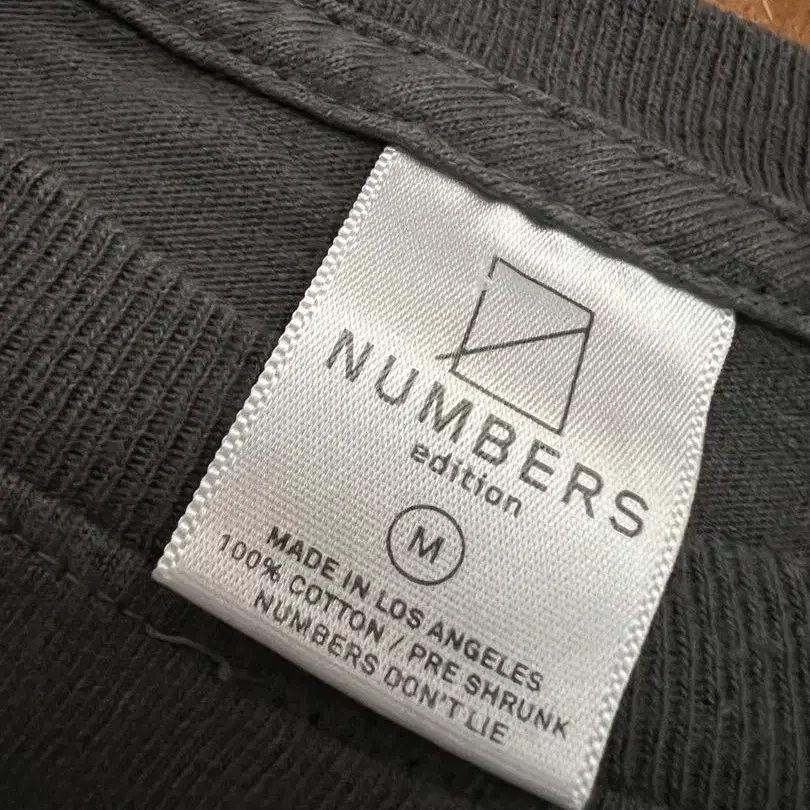 NUMBERS
edition
M
MADE IN LOS ANGELES
100% COTTON / PRE SHRUNK
NUMBERS DON'T LIE